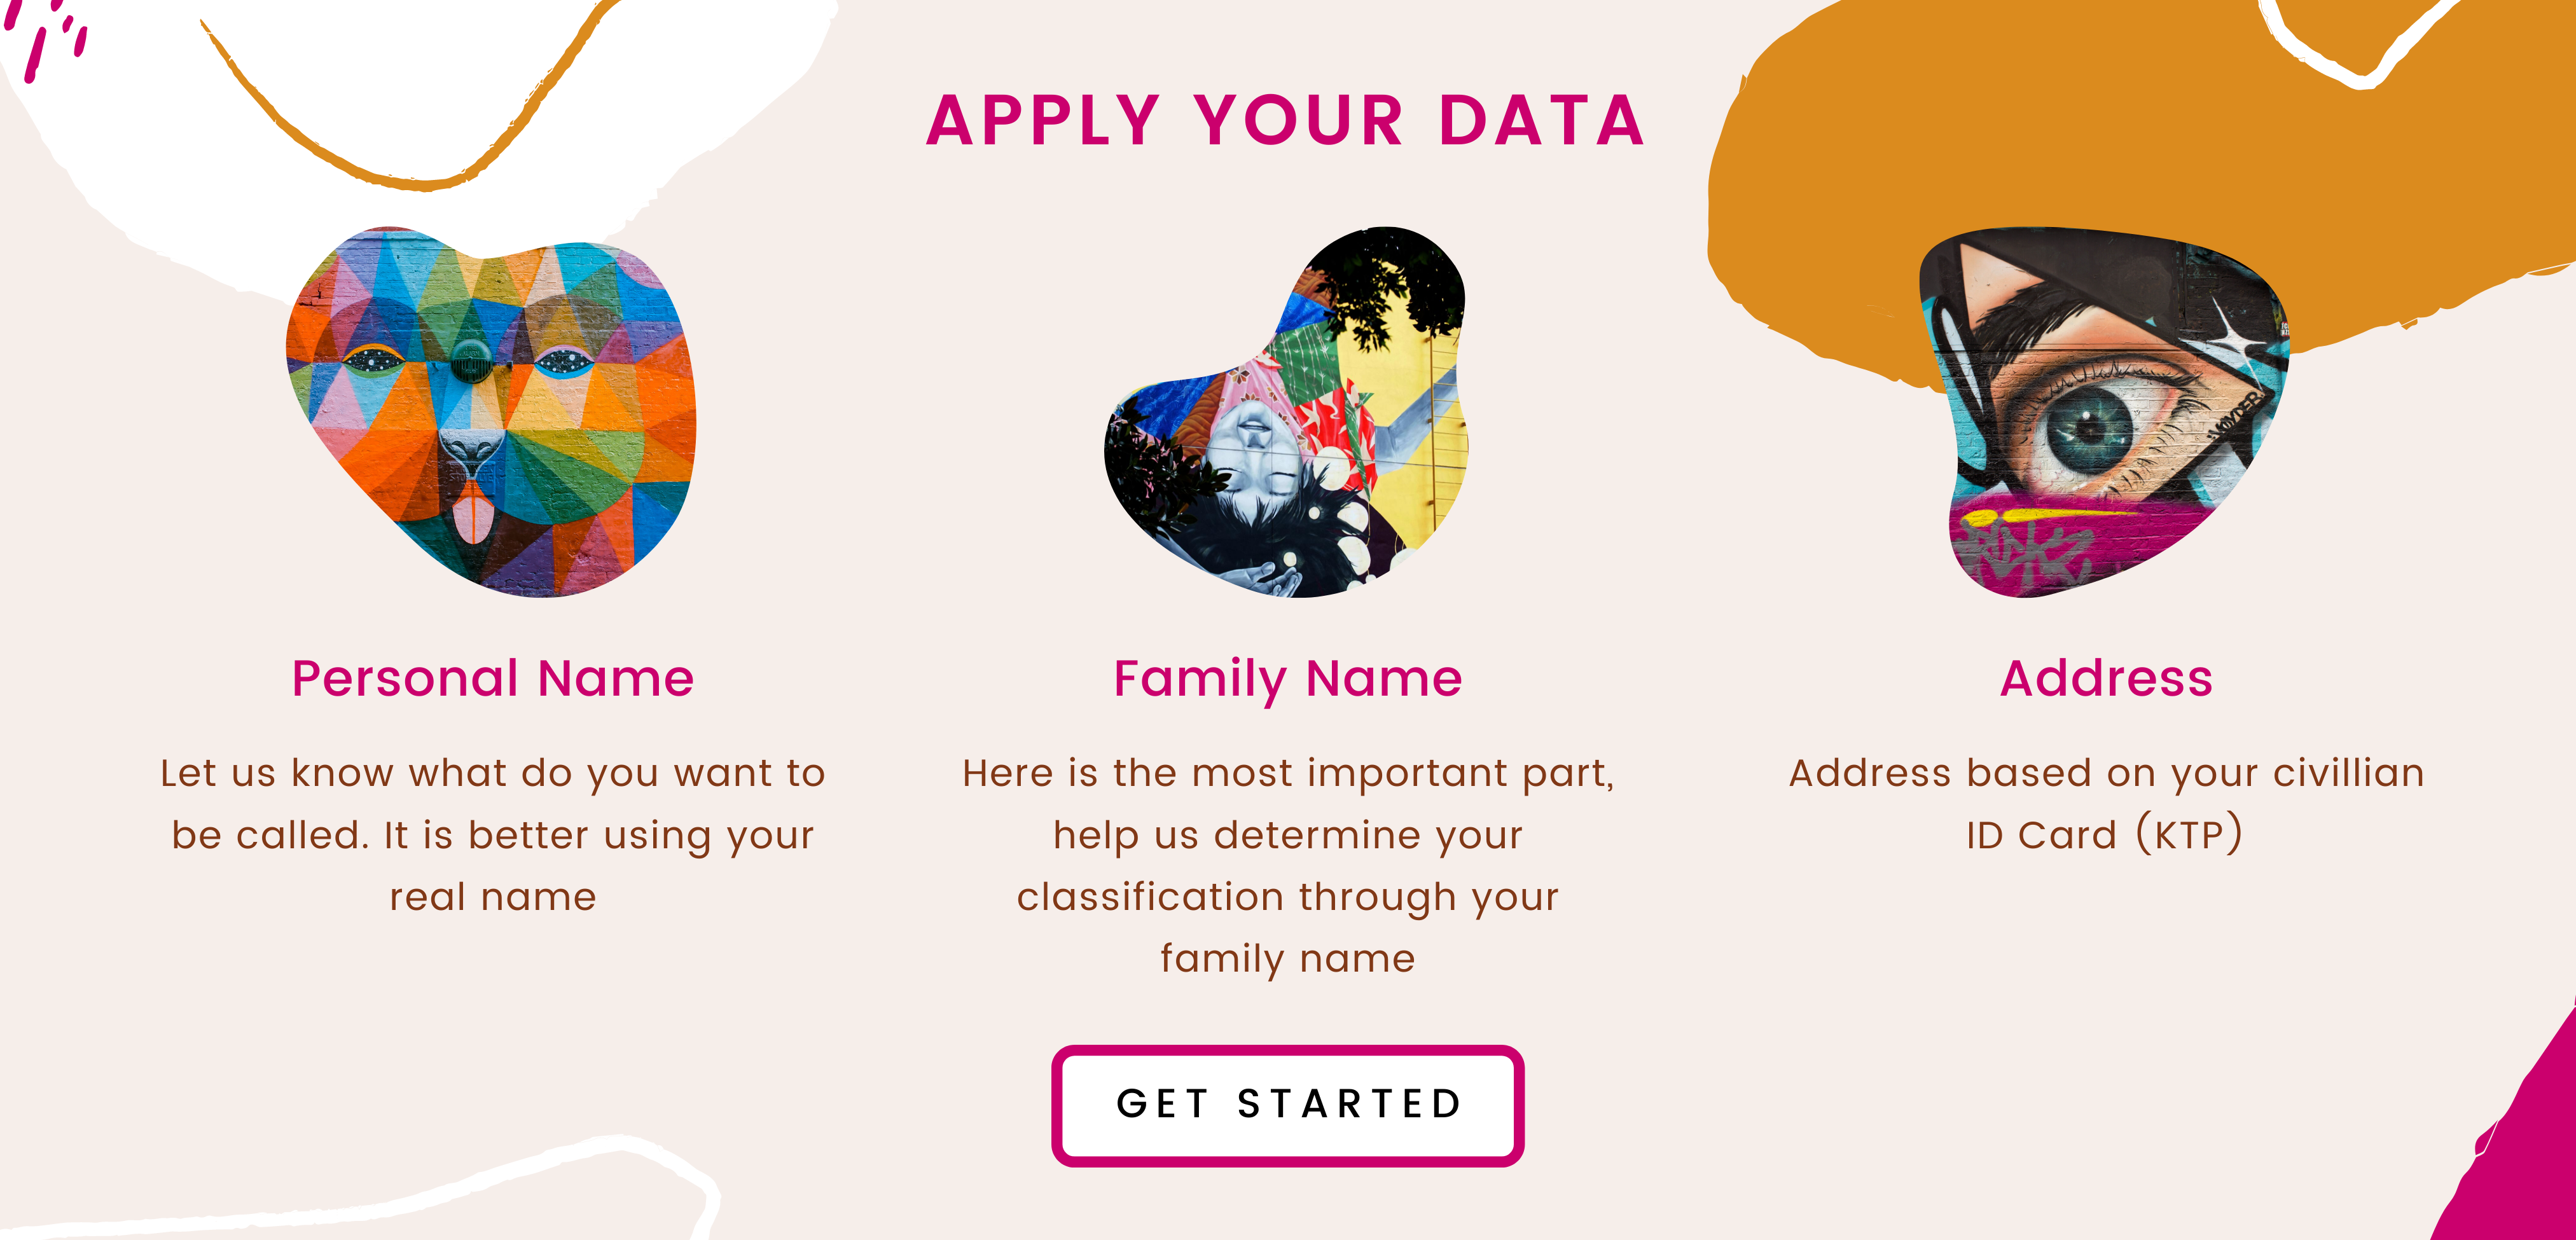 APPLY YOUR DATA
Personal Name
Let us know what do you want to
be called. It is better using your
real name
Family Name
Here is the most important part,
help us determine your
classification through your
family name
Address
Address based on your civillian
ID Card (KTP)
GET STARTED